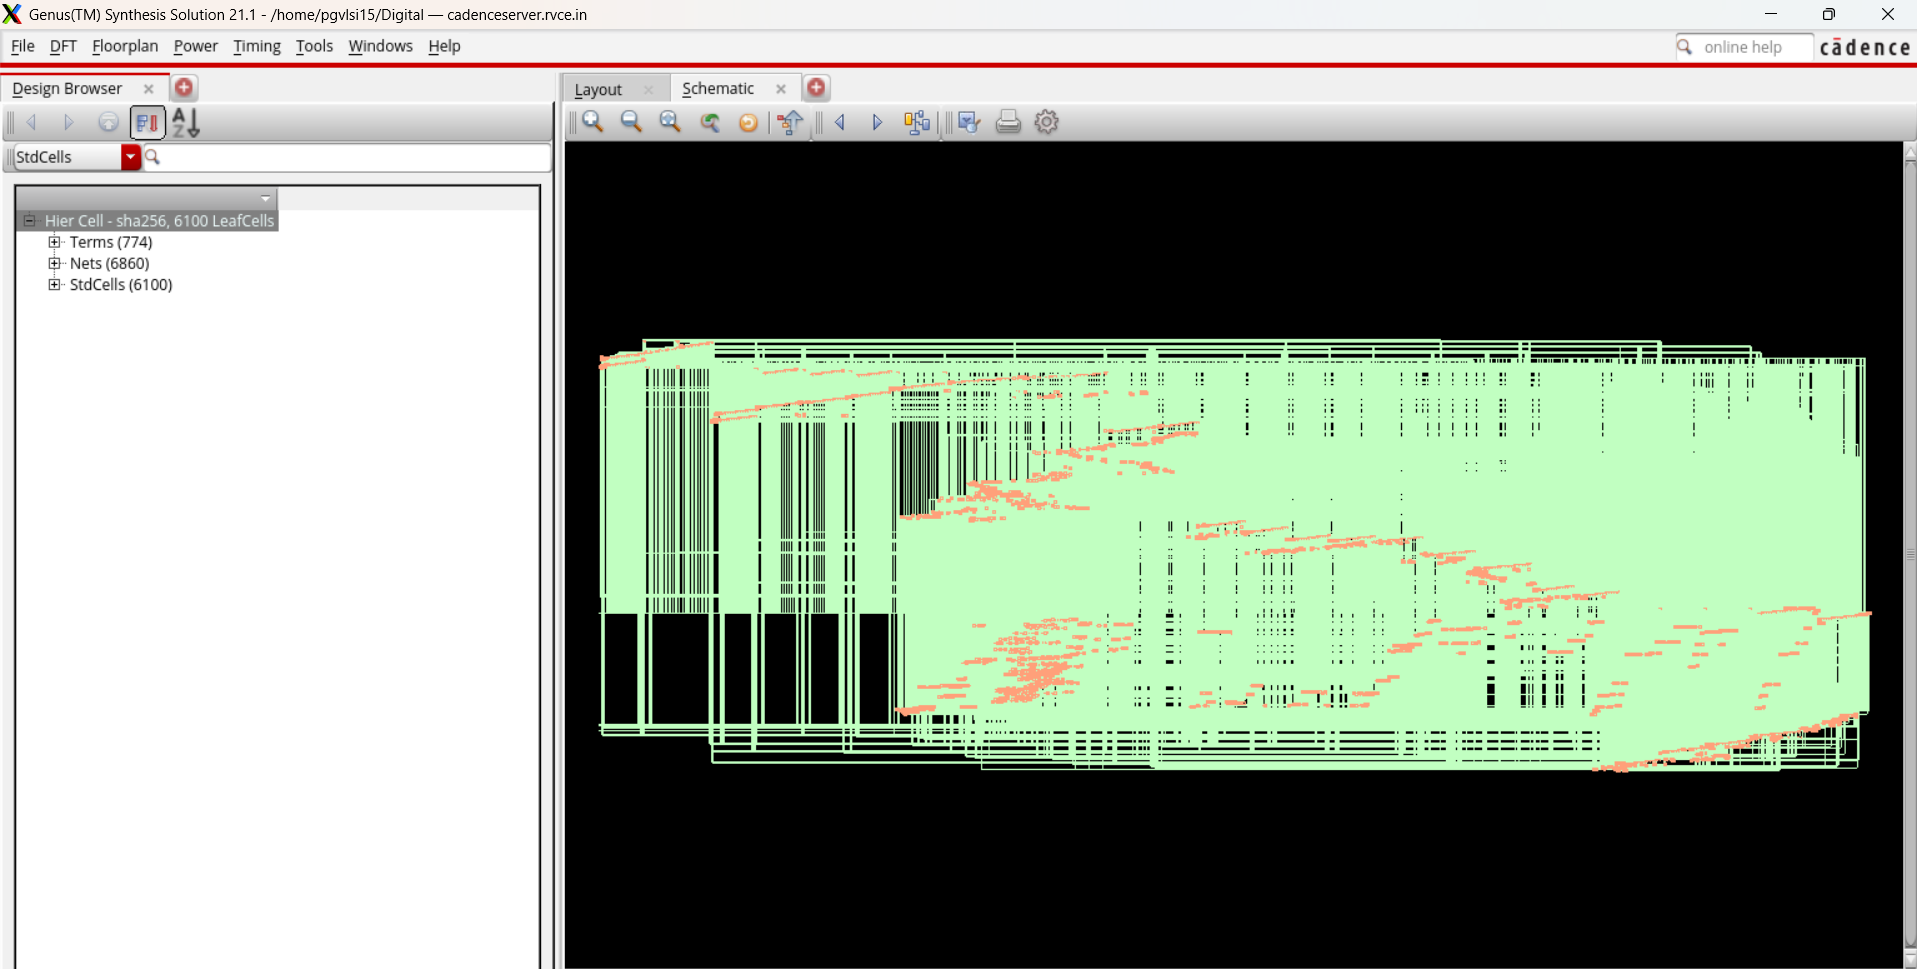 Genus(TM) Synthesis Solution 21.1 - /home/pgvlsi15/Digital — cadenceserver.rvce.in
File DFT Floorplan Power Timing Tools Windows Help
online help
cādence
Design Browser
Layout
Schematic
A
Z
StdCells
Hier Cell - sha256, 6100 LeafCells
Terms (774)
Nets (6860)
StdCells (6100)